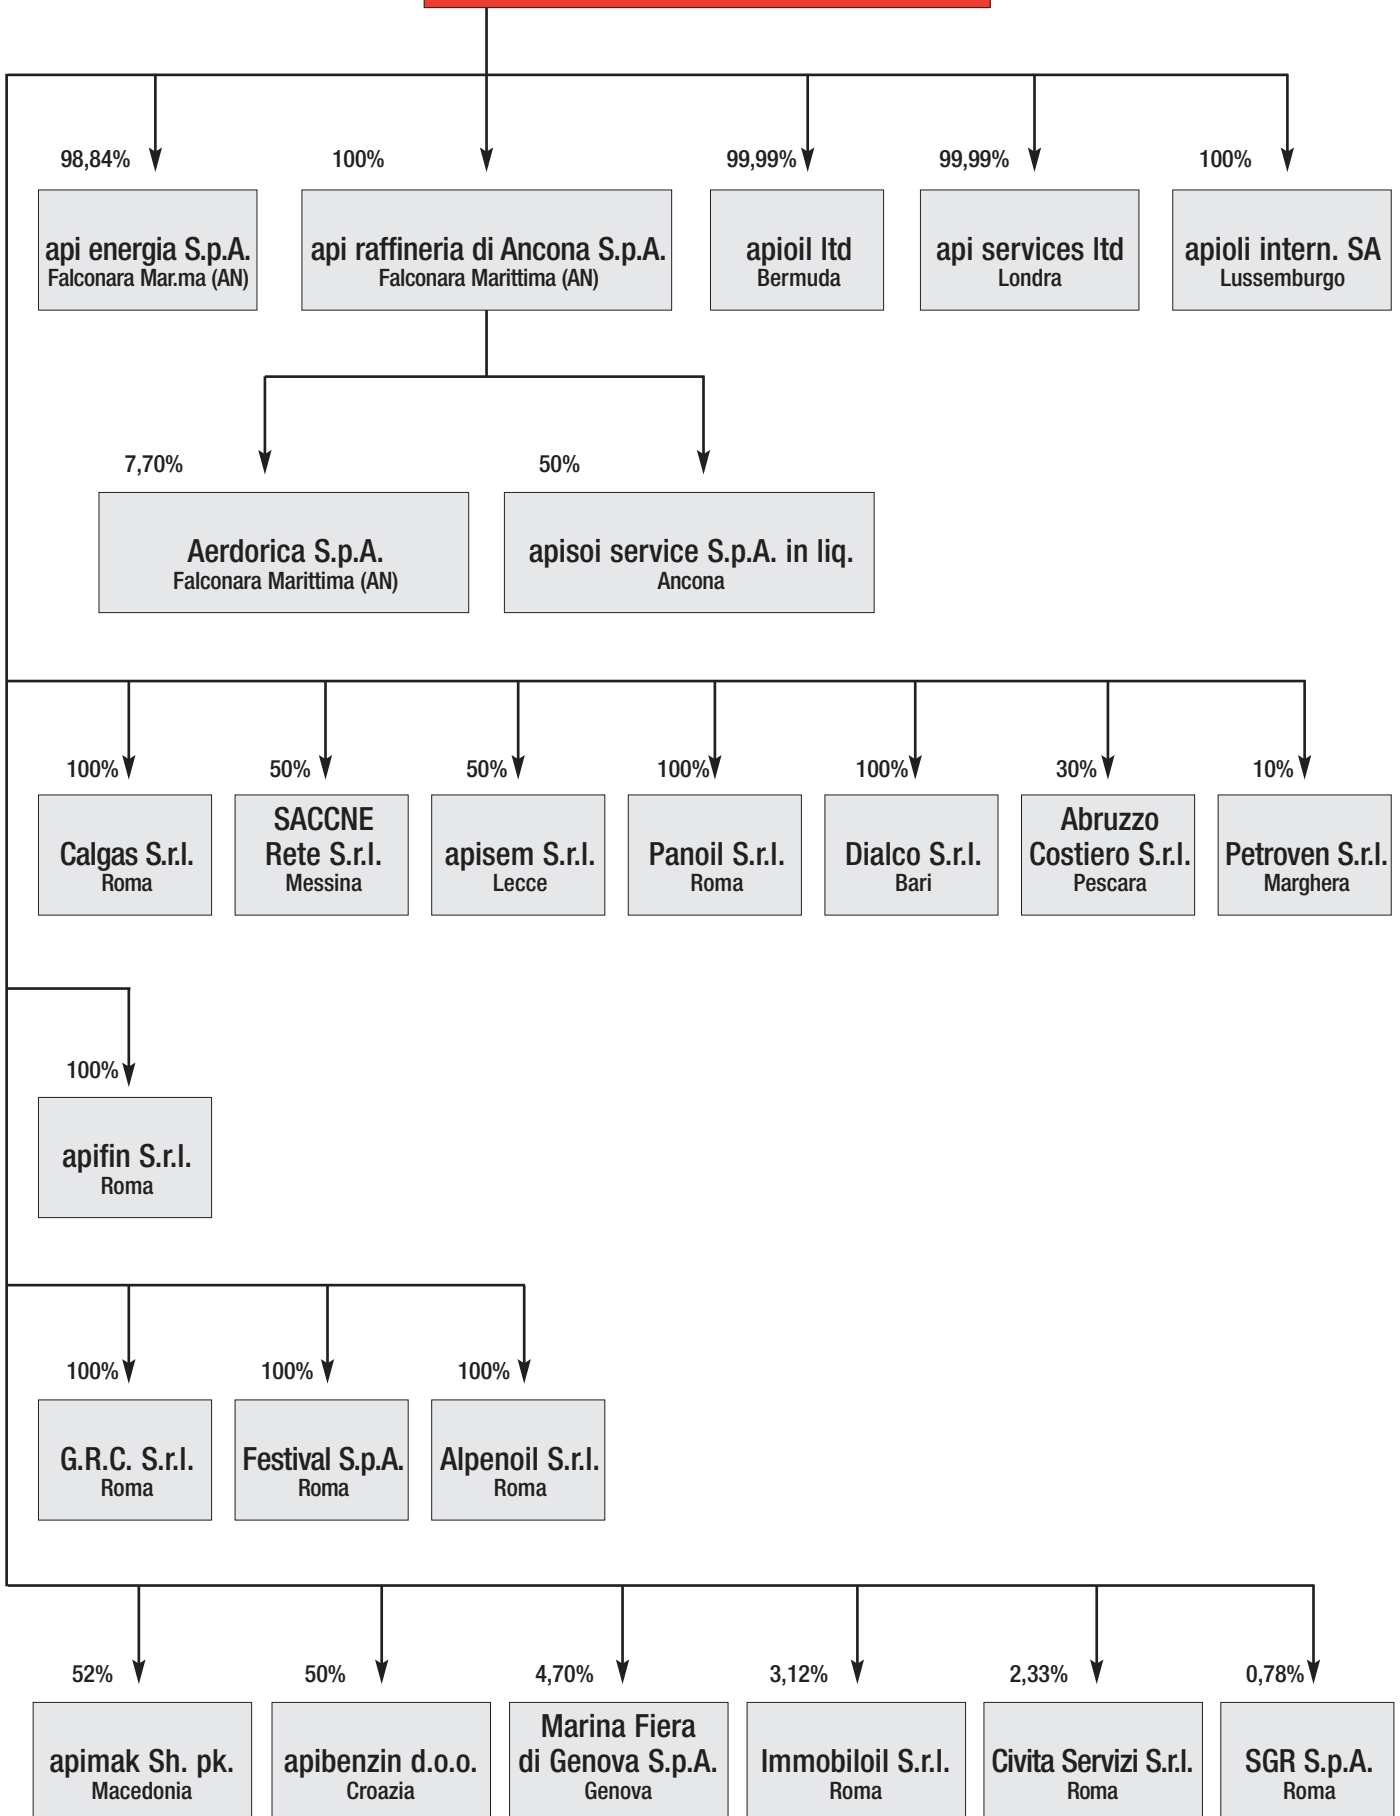 98,84%
100%
99,99%
99,99%
100%
api energia S.p.A.
Falconara Mar.ma (AN)
api raffineria di Ancona S.p.A.
Falconara Marittima (AN)
apioil ltd
Bermuda
api services ltd
Londra
apioli intern. SA
Lussemburgo
7,70%
50%
Aerdorica S.p.A.
Falconara Marittima (AN)
apisoi service S.p.A. in liq.
Ancona
100%
50%
50%
100%
100%
30%
10%
Calgas S.r.l.
Roma
SACCNE
Rete S.r.l.
Messina
apisem S.r.l.
Lecce
Panoil S.r.l.
Roma
Dialco S.r.l.
Bari
Abruzzo
Costiero S.r.l.
Pescara
Petroven S.r.l.
Marghera
100%
apifin S.r.l.
Roma
100%
100%
100%
G.R.C. S.r.l.
Roma
Festival S.p.A.
Roma
Alpenoil S.r.l.
Roma
52%
50%
4,70%
3,12%
2,33%
0,78%
apimak Sh. pk.
Macedonia
apibenzin d.o.o.
Croazia
Marina Fiera
di Genova S.p.A.
Genova
Immobiloil S.r.l.
Roma
Civita Servizi S.r.l.
Roma
SGR S.p.A.
Roma